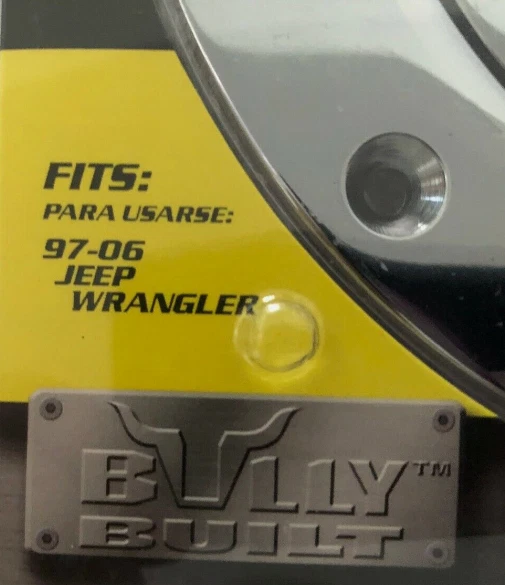 FITS:
PARA USARSE:
97-06
JEEP
WRANGLER
BULLY™
BUILT